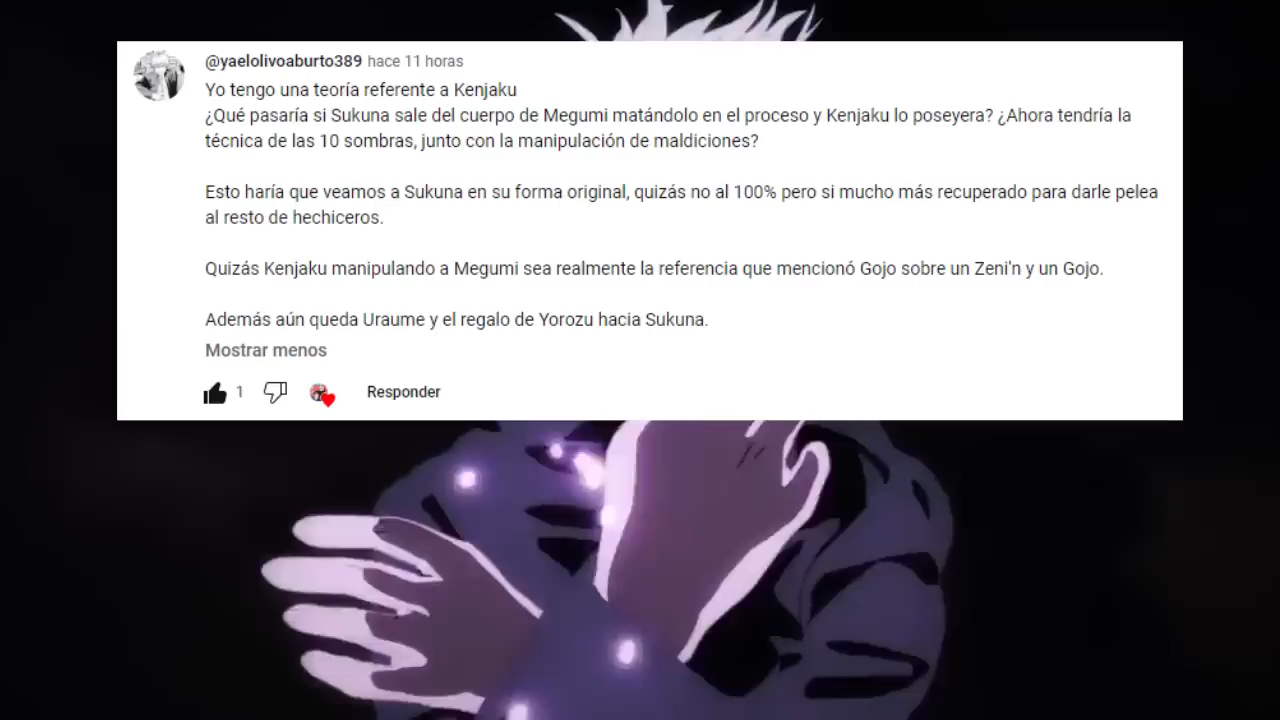 @yaelolivoaburto389 hace 11 horas
Yo tengo una teoría referente a Kenjaku
¿Qué pasaría si Sukuna sale del cuerpo de Megumi matándolo en el proceso y Kenjaku lo poseyera? ¿Ahora tendría la
técnica de las 10 sombras, junto con la manipulación de maldiciones?
Esto haría que veamos a Sukuna en su forma original, quizás no al 100% pero si mucho más recuperado para darle pelea
al resto de hechiceros.
Quizás Kenjaku manipulando a Megumi sea realmente la referencia que mencionó Gojo sobre un Zeni'n y un Gojo.
Además aún queda Uraume y el regalo de Yorozu hacia Sukuna.
Mostrar menos
1 Responder